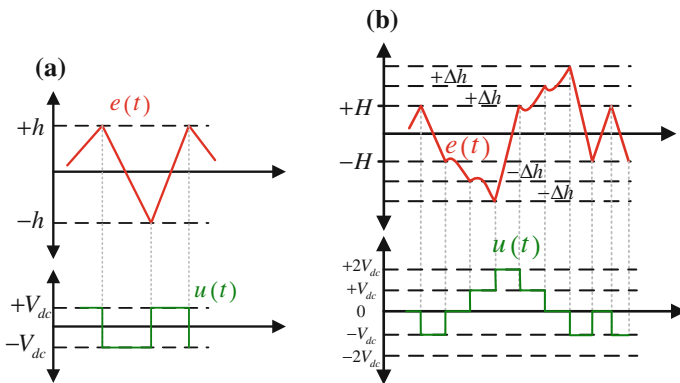 (a)
e(t)
+h
−h
+V_dc
u(t)
−V_dc
(b)
+Δh
+H
+Δh
e(t)
−H
−Δh
−Δh
u(t)
+2V_dc
+V_dc
0
−V_dc
−2V_dc